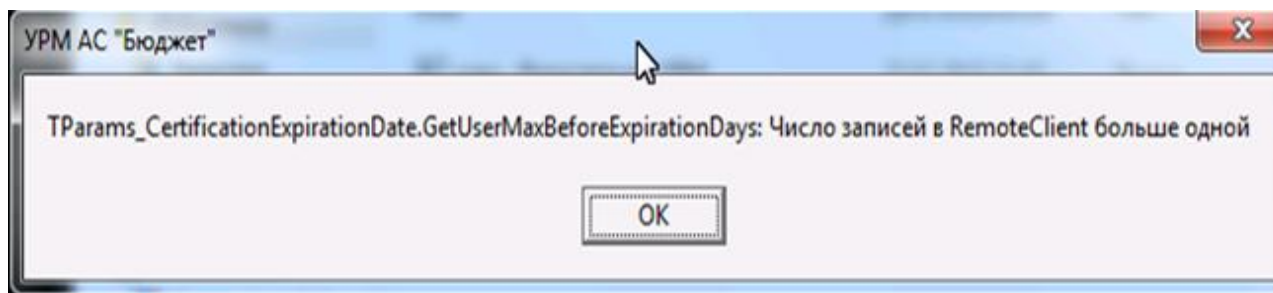 УРМ АС "Бюджет"
TParams_CertificationExpirationDate.GetUserMaxBeforeExpirationDays: Число записей в RemoteClient больше одной
OK